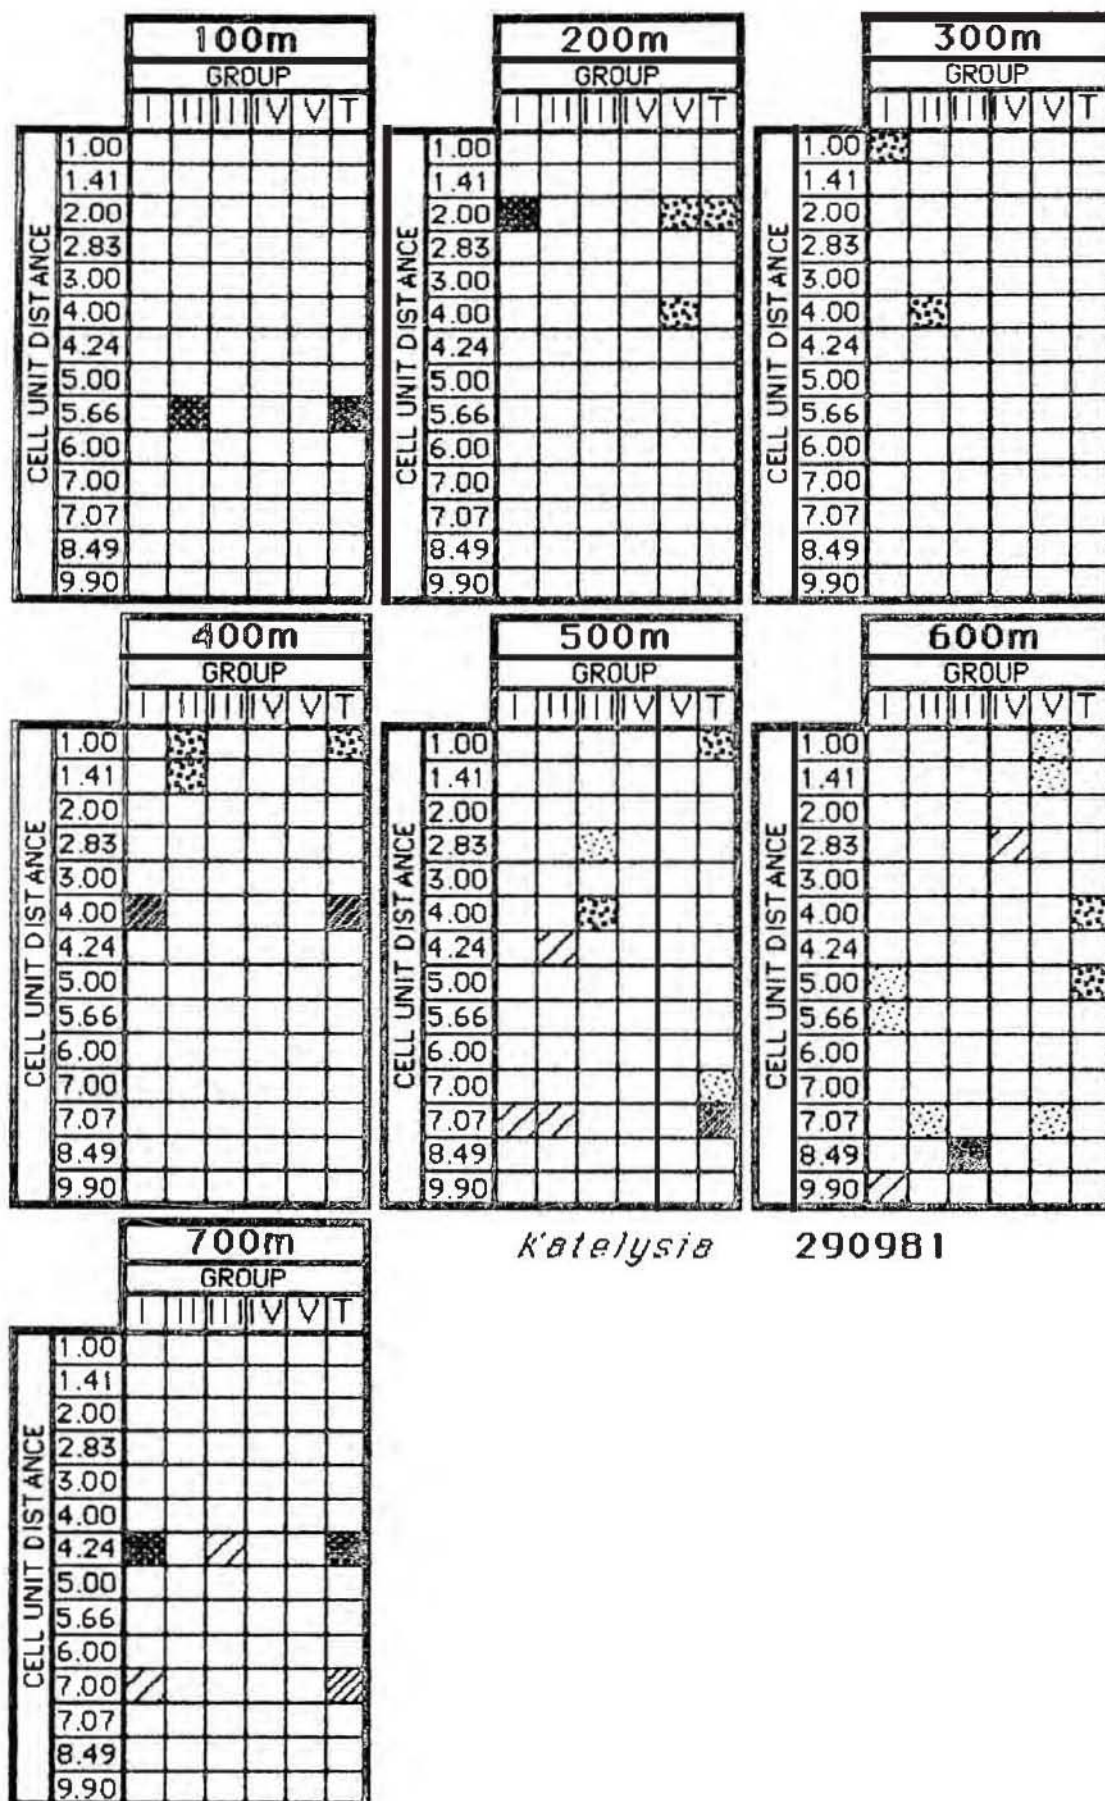 100m 200m 300m
GROUP GROUP GROUP
I II III IV V T I II III IV V T I II III IV V T
CELL UNIT DISTANCE CELL UNIT DISTANCE CELL UNIT DISTANCE
1.00 1.00 1.00
1.41 1.41 1.41
2.00 2.00 2.00
2.83 2.83 2.83
3.00 3.00 3.00
4.00 4.00 4.00
4.24 4.24 4.24
5.00 5.00 5.00
5.66 5.66 5.66
6.00 6.00 6.00
7.00 7.00 7.00
7.07 7.07 7.07
8.49 8.49 8.49
9.90 9.90 9.90
400m 500m 600m
GROUP GROUP GROUP
I II III IV V T I II III IV V T I II III IV V T
CELL UNIT DISTANCE CELL UNIT DISTANCE CELL UNIT DISTANCE
1.00 1.00 1.00
1.41 1.41 1.41
2.00 2.00 2.00
2.83 2.83 2.83
3.00 3.00 3.00
4.00 4.00 4.00
4.24 4.24 4.24
5.00 5.00 5.00
5.66 5.66 5.66
6.00 6.00 6.00
7.00 7.00 7.00
7.07 7.07 7.07
8.49 8.49 8.49
9.90 9.90 9.90
Katelysia 290981
700m
GROUP
I II III IV V T
CELL UNIT DISTANCE
1.00
1.41
2.00
2.83
3.00
4.00
4.24
5.00
5.66
6.00
7.00
7.07
8.49
9.90